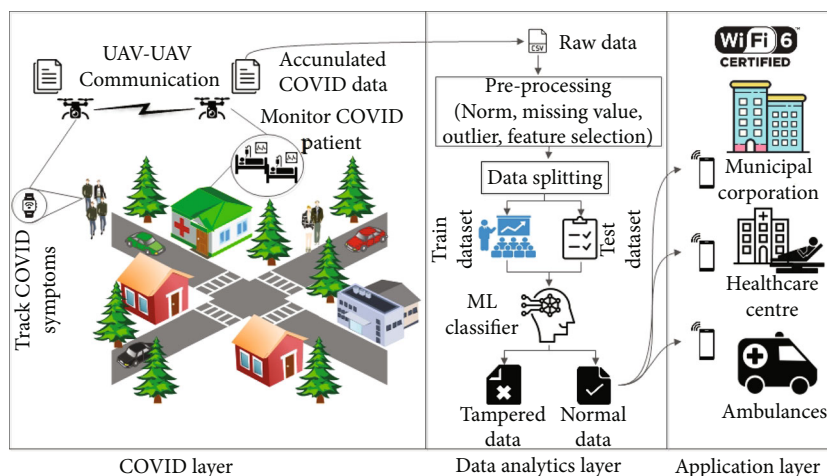 UAV-UAV
Communication
Accunulated
COVID data
Monitor COVID
patient
Track COVID
symptoms
COVID layer
CSV
Raw data
Pre-processing
(Norm, missing value,
outlier, feature selection)
Data splitting
Train
dataset
Test
dataset
ML
classifier
Tampered
data
Normal
data
Data analytics layer
Wi Fi 6
CERTIFIED
Municipal
corporation
Healthcare
centre
Ambulances
Application layer